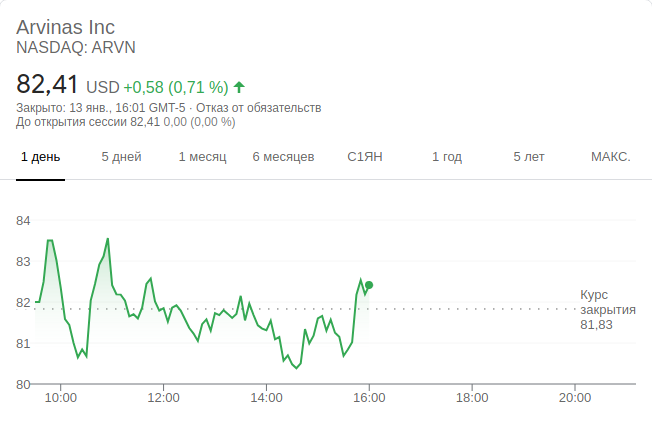 Arvinas Inc
NASDAQ: ARVN
82,41 USD +0,58 (0,71 %)
Закрыто: 13 янв., 16:01 GMT-5 · Отказ от обязательств
До открытия сессии 82,41 0,00 (0,00 %)
1 день 5 дней 1 месяц 6 месяцев С1ЯН 1 год 5 лет МАКС.
84
83
82
81
80
Курс
закрытия
81,83
10:00 12:00 14:00 16:00 18:00 20:00